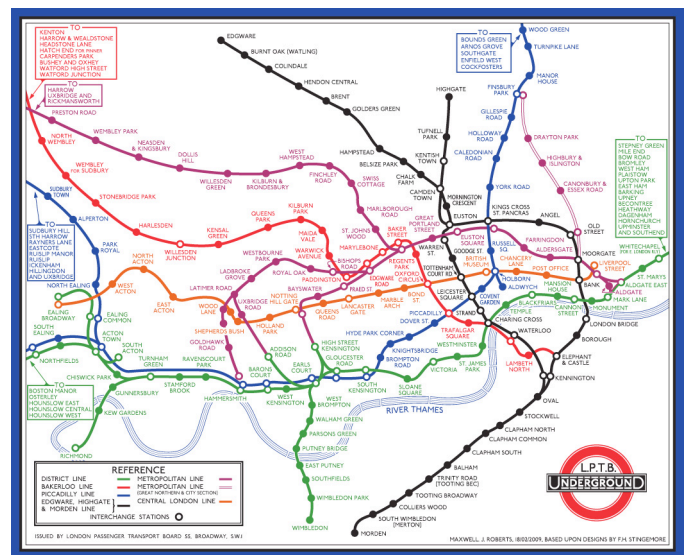 TO
KENTON
HARROW & WEALDSTONE
HEADSTONE LANE
HATCH END FOR PINNER
CARPENDERS PARK
BUSHEY AND OXHEY
WATFORD HIGH STREET
WATFORD JUNCTION
TO
HARROW
UXBRIDGE AND
RICKMANSWORTH
PRESTON ROAD
NORTH
WEMBLEY
WEMBLEY PARK
NEASDEN
& KINGSBURY
DOLLIS
HILL
WILLESDEN
GREEN
KILBURN &
BRONDESBURY
WEST
HAMPSTEAD
FINCHLEY
ROAD
SWISS
COTTAGE
MARLBOROUGH
ROAD
ST. JOHNS
WOOD
WEMBLEY
FOR SUDBURY
STONEBRIDGE PARK
HARLESDEN
WILLESDEN
JUNCTION
KENSAL
GREEN
QUEENS
PARK
KILBURN
PARK
MAIDA
VALE
WARWICK
AVENUE
PADDINGTON
EDGWARE
BURNT OAK (WATLING)
COLINDALE
HENDON CENTRAL
BRENT
GOLDERS GREEN
HAMPSTEAD
BELSIZE PARK
CHALK
FARM
CAMDEN
TOWN
HIGHGATE
TUFNELL
PARK
KENTISH
TOWN
MORNINGTON
CRESCENT
EUSTON
TO
BOUNDS GREEN
ARNOS GROVE
SOUTHGATE
ENFIELD WEST
COCKFOSTERS
WOOD GREEN
TURNPIKE LANE
MANOR
HOUSE
FINSBURY
PARK
GILLESPIE
ROAD
HOLLOWAY
ROAD
CALEDONIAN
ROAD
YORK ROAD
KINGS CROSS
ST. PANCRAS
DRAYTON PARK
HIGHBURY &
ISLINGTON
CANONBURY &
ESSEX ROAD
OLD
STREET
ANGEL
MOORGATE
TO
STEPNEY GREEN
MILE END
BOW ROAD
BROMLEY
WEST HAM
PLAISTOW
UPTON PARK
EAST HAM
BARKING
UPNEY
BECONTREE
HEATHWAY
DAGENHAM
HORNCHURCH
UPMINSTER
AND SOUTHEND
WHITECHAPEL
ST. MARYS
ALDGATE EAST
ALDGATE
MARK LANE
MONUMENT
LIVERPOOL
STREET
BANK
FARRINGDON
ALDERSGATE
EUSTON
SQUARE
GREAT
PORTLAND
STREET
BAKER
STREET
MARYLEBONE
EDGWARE
ROAD
BISHOPS
ROAD
PRAED ST.
REGENTS
PARK
OXFORD
CIRCUS
WARREN
ST.
GOODGE ST.
TOTTENHAM
COURT RD
RUSSELL
SQ.
BRITISH
MUSEUM
CHANCERY
LANE
POST OFFICE
HOLBORN
ALDWYCH
COVENT
GARDEN
LEICESTER
SQUARE
BOND
ST.
MARBLE
ARCH
LANCASTER
GATE
QUEENS
ROAD
NOTTING
HILL GATE
HOLLAND
PARK
SHEPHERDS BUSH
WOOD
LANE
EAST
ACTON
NORTH
ACTON
WEST
ACTON
EALING
BROADWAY
NORTH EALING
PARK
ROYAL
ALPERTON
SUDBURY
TOWN
TO
SUDBURY HILL
STH HARROW
RAYNERS LANE
EASTCOTE
RUISLIP MANOR
RUISLIP
ICKENHAM
HILLINGDON
AND UXBRIDGE
EALING
COMMON
SOUTH
EALING
NORTHFIELDS
ACTON
TOWN
SOUTH
ACTON
CHISWICK PARK
TURNHAM
GREEN
GUNNERSBURY
KEW GARDENS
RICHMOND
TO
BOSTON MANOR
OSTERLEY
HOUNSLOW EAST
HOUNSLOW CENTRAL
HOUNSLOW WEST
STAMFORD
BROOK
RAVENSCOURT
PARK
HAMMERSMITH
GOLDHAWK
ROAD
LATIMER ROAD
LADBROKE
GROVE
WESTBOURNE
PARK
ROYAL OAK
UXBRIDGE
ROAD
BAYSWATER
ADDISON
ROAD
BARONS
COURT
WEST
KENSINGTON
EARLS
COURT
HIGH STREET
KENSINGTON
GLOUCESTER
ROAD
SOUTH
KENSINGTON
SLOANE
SQUARE
VICTORIA
ST. JAMES
PARK
WESTMINSTER
HYDE PARK CORNER
KNIGHTSBRIDGE
BROMPTON
ROAD
DOVER ST.
PICCADILLY
TRAFALGAR
SQUARE
STRAND
CHARING CROSS
TEMPLE
BLACKFRIARS
MANSION
HOUSE
WATERLOO
LAMBETH
NORTH
ELEPHANT
& CASTLE
LONDON BRIDGE
BOROUGH
KENNINGTON
OVAL
STOCKWELL
CLAPHAM NORTH
CLAPHAM COMMON
CLAPHAM SOUTH
BALHAM
TRINITY ROAD
(TOOTING BEC)
TOOTING BROADWAY
COLLIERS WOOD
SOUTH WIMBLEDON
(MERTON)
MORDEN
WEST
BROMPTON
WALHAM GREEN
PARSONS GREEN
PUTNEY BRIDGE
EAST PUTNEY
SOUTHFIELDS
WIMBLEDON PARK
WIMBLEDON
RIVER THAMES
REFERENCE
DISTRICT LINE
BAKERLOO LINE
PICCADILLY LINE
EDGWARE, HIGHGATE
& MORDEN LINE
METROPOLITAN LINE
METROPOLITAN LINE
(GREAT NORTHERN & CITY SECTION)
CENTRAL LONDON LINE
INTERCHANGE STATIONS
L.P.T.B.
UNDERGROUND
ISSUED BY LONDON PASSENGER TRANSPORT BOARD 55, BROADWAY, S.W.1
MAXWELL J. ROBERTS, 18/02/2009, BASED UPON DESIGNS BY F.H. STINGEMORE